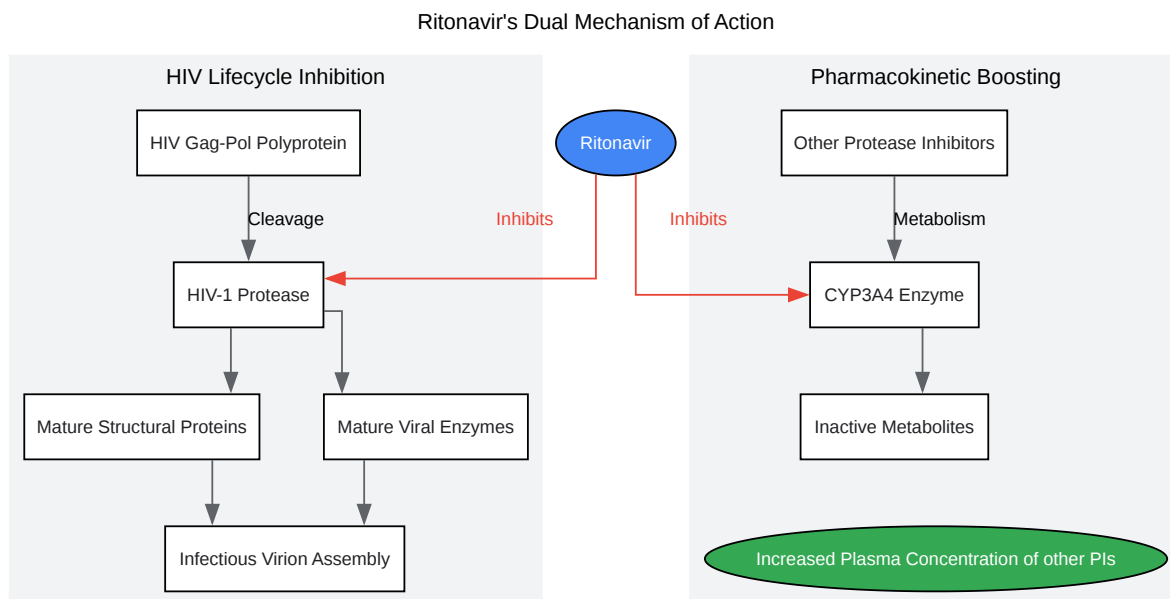 Ritonavir's Dual Mechanism of Action
HIV Lifecycle Inhibition
HIV Gag-Pol Polyprotein
Cleavage
HIV-1 Protease
Mature Structural Proteins
Mature Viral Enzymes
Infectious Virion Assembly
Ritonavir
Inhibits
Inhibits
Pharmacokinetic Boosting
Other Protease Inhibitors
Metabolism
CYP3A4 Enzyme
Inactive Metabolites
Increased Plasma Concentration of other PIs